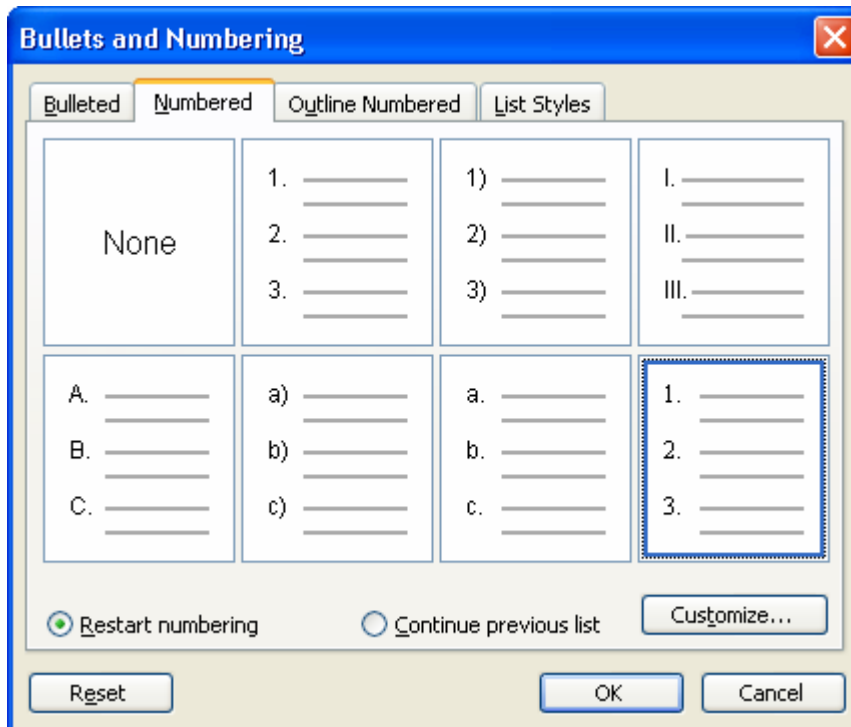 Bullets and Numbering
Bulleted Numbered Outline Numbered List Styles
None
1.
2.
3.
1)
2)
3)
I.
II.
III.
A.
B.
C.
a)
b)
c)
a.
b.
c.
1.
2.
3.
Restart numbering Continue previous list Customize...
Reset OK Cancel